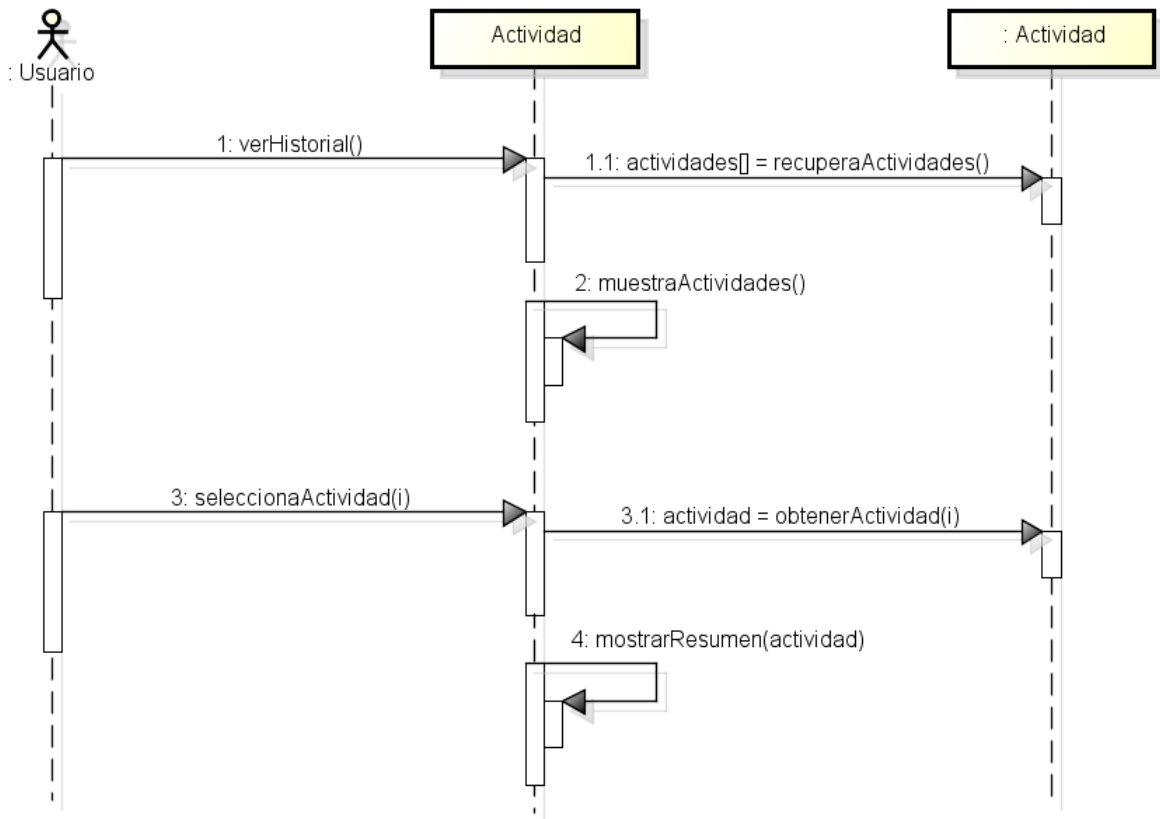 : Usuario
Actividad
: Actividad
1: verHistorial()
1.1: actividades[] = recuperaActividades()
2: muestraActividades()
3: seleccionaActividad(i)
3.1: actividad = obtenerActividad(i)
4: mostrarResumen(actividad)